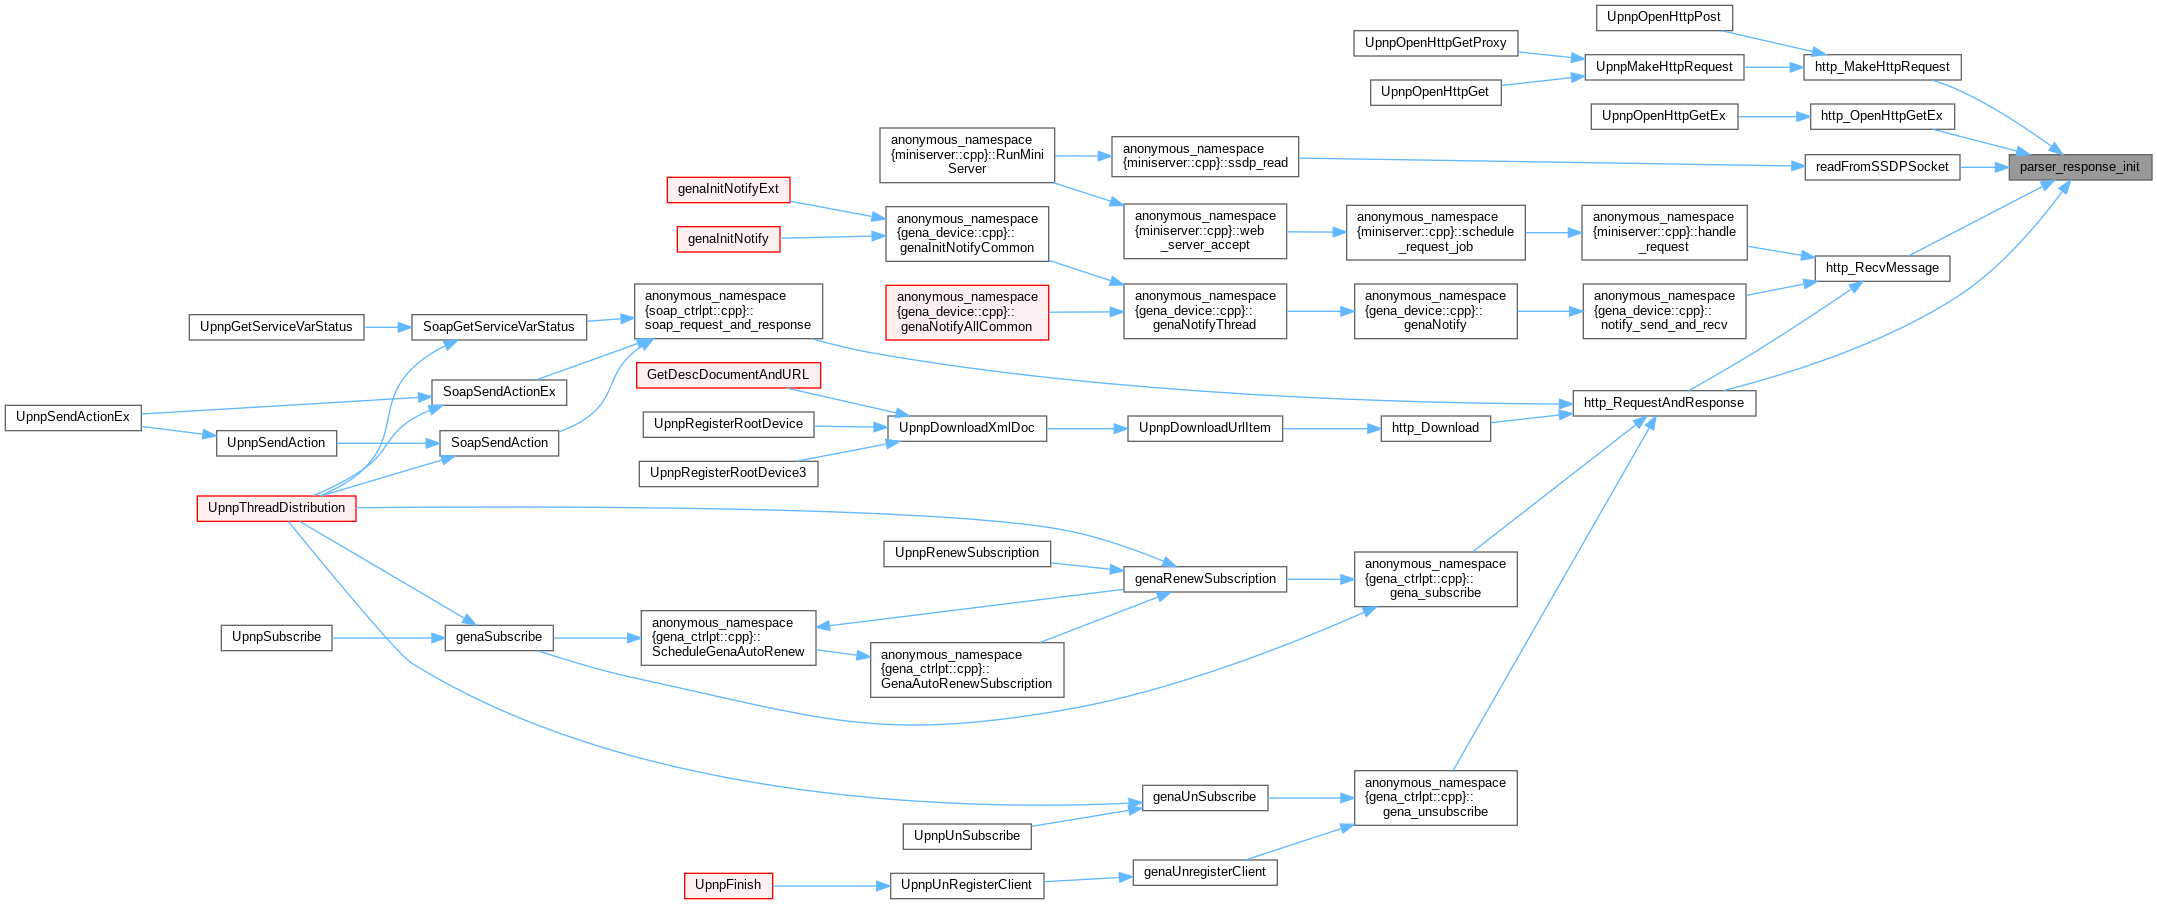 UpnpOpenHttpPost
UpnpOpenHttpGetProxy
UpnpMakeHttpRequest
http_MakeHttpRequest
UpnpOpenHttpGet
UpnpOpenHttpGetEx
http_OpenHttpGetEx
anonymous_namespace
{miniserver::cpp}::RunMini
Server
anonymous_namespace
{miniserver::cpp}::ssdp_read
readFromSSDPSocket
parser_response_init
genaInitNotifyExt
genaInitNotify
anonymous_namespace
{gena_device::cpp}::
genaInitNotifyCommon
anonymous_namespace
{miniserver::cpp}::web
_server_accept
anonymous_namespace
{miniserver::cpp}::schedule
_request_job
anonymous_namespace
{miniserver::cpp}::handle
_request
http_RecvMessage
anonymous_namespace
{soap_ctrlpt::cpp}::
soap_request_and_response
anonymous_namespace
{gena_device::cpp}::
genaNotifyAllCommon
anonymous_namespace
{gena_device::cpp}::
genaNotifyThread
anonymous_namespace
{gena_device::cpp}::
genaNotify
anonymous_namespace
{gena_device::cpp}::
notify_send_and_recv
UpnpGetServiceVarStatus
SoapGetServiceVarStatus
GetDescDocumentAndURL
SoapSendActionEx
UpnpSendActionEx
UpnpRegisterRootDevice
UpnpDownloadXmlDoc
UpnpDownloadUrlItem
http_Download
http_RequestAndResponse
UpnpSendAction
SoapSendAction
UpnpRegisterRootDevice3
UpnpThreadDistribution
UpnpRenewSubscription
genaRenewSubscription
anonymous_namespace
{gena_ctrlpt::cpp}::
gena_subscribe
UpnpSubscribe
genaSubscribe
anonymous_namespace
{gena_ctrlpt::cpp}::
ScheduleGenaAutoRenew
anonymous_namespace
{gena_ctrlpt::cpp}::
GenaAutoRenewSubscription
genaUnSubscribe
anonymous_namespace
{gena_ctrlpt::cpp}::
gena_unsubscribe
UpnpUnSubscribe
genaUnregisterClient
UpnpFinish
UpnpUnRegisterClient